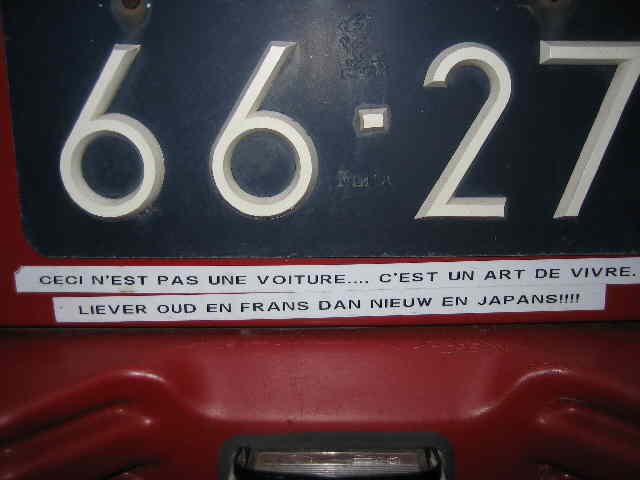 66-27
CECI N'EST PAS UNE VOITURE.... C'EST UN ART DE VIVRE.
LIEVER OUD EN FRANS DAN NIEUW EN JAPANS!!!!